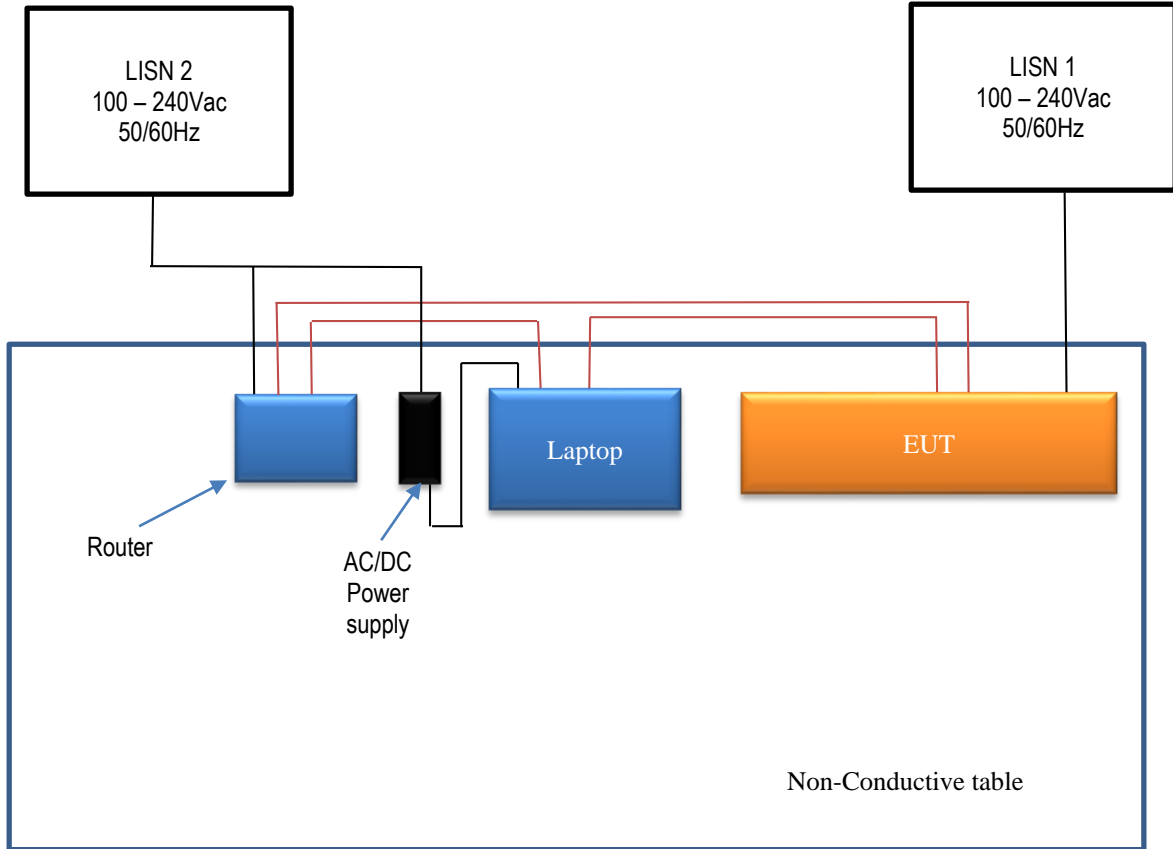 LISN 2
100 – 240Vac
50/60Hz
LISN 1
100 – 240Vac
50/60Hz
Laptop
EUT
Router
AC/DC
Power
supply
Non-Conductive table